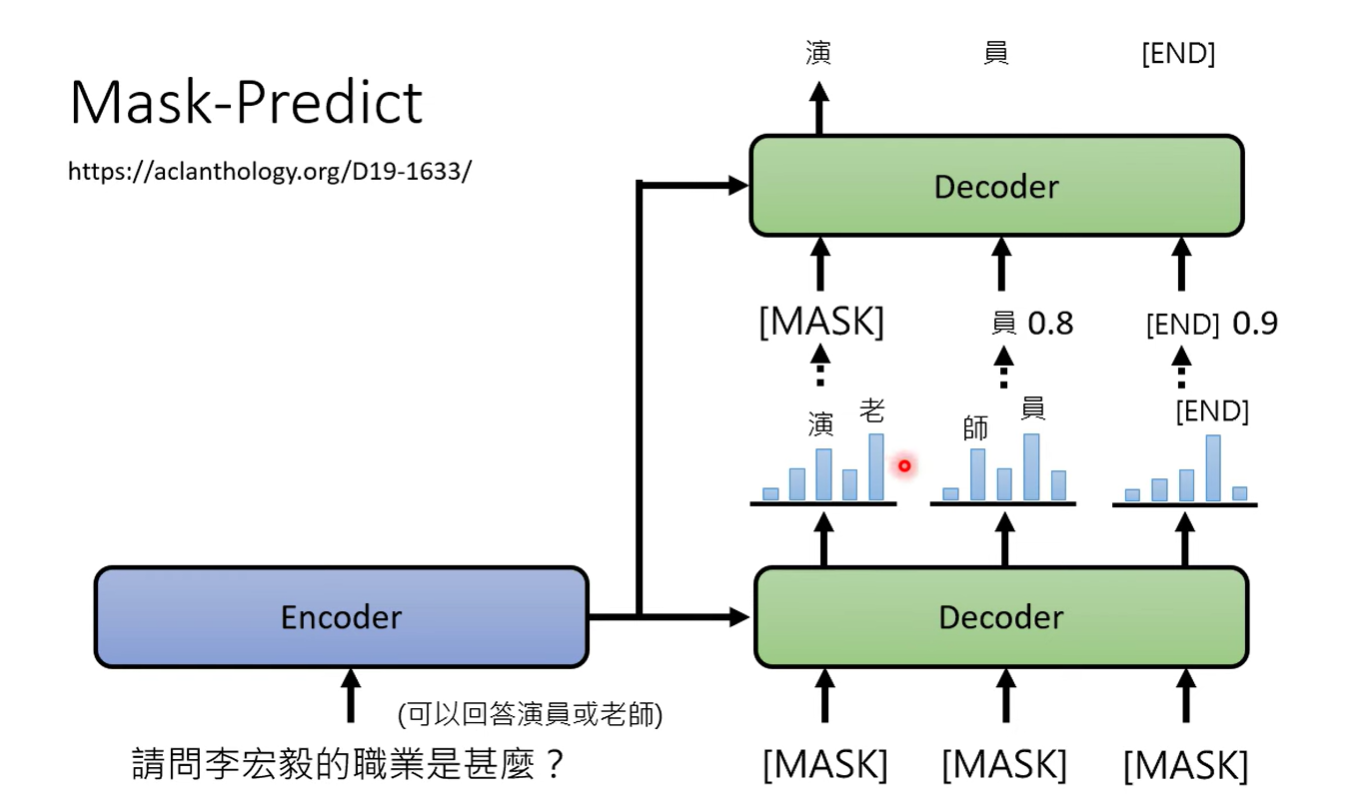 Mask-Predict
https://aclanthology.org/D19-1633/
演 員 [END]
Decoder
[MASK] 員 0.8 [END] 0.9
演 老 師 員 [END]
Encoder
Decoder
(可以回答演員或老師)
請問李宏毅的職業是甚麼？
[MASK] [MASK] [MASK]